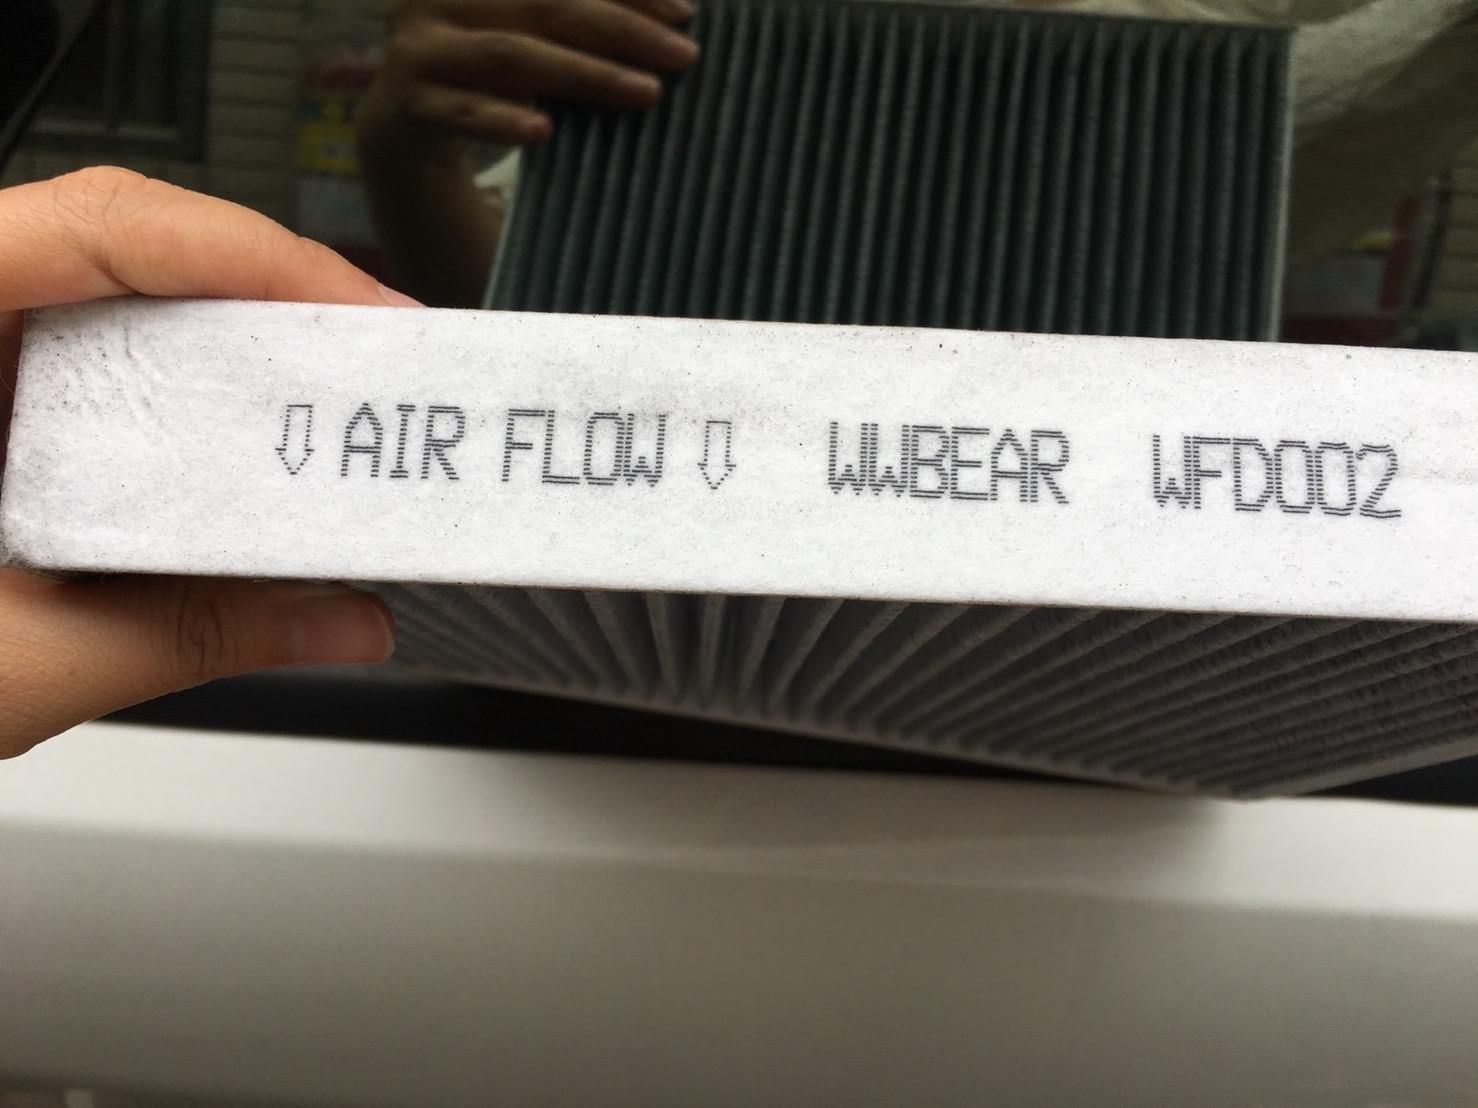 ⇩ AIR FLOW ⇩ WWBEAR WFD002